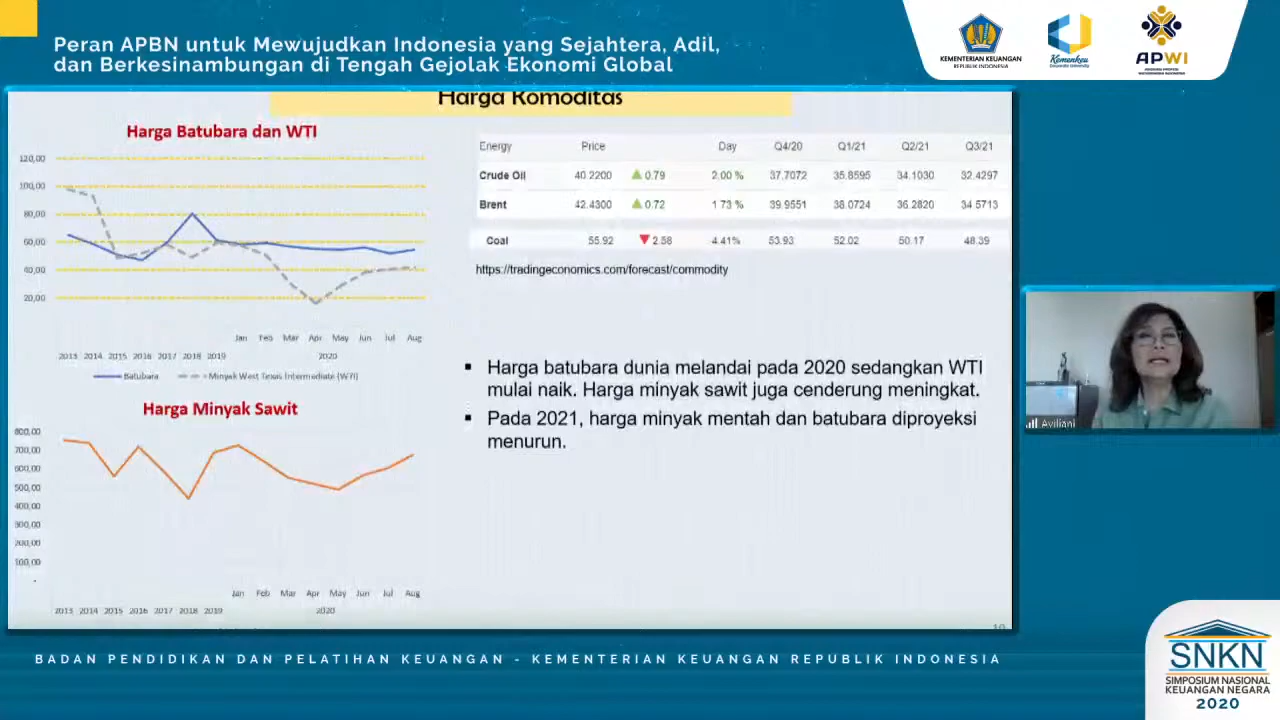 Peran APBN untuk Mewujudkan Indonesia yang Sejahtera, Adil,
dan Berkesinambungan di Tengah Gejolak Ekonomi Global
KEMENTERIAN KEUANGAN
REPUBLIK INDONESIA
Kemenkeu
Corporate University
APWI
Harga Komoditas
Harga Batubara dan WTI
120,00
100,00
80,00
60,00
40,00
20,00
Jan Feb Mar Apr May Jun Jul Aug
2013 2014 2015 2016 2017 2018 2019 2020
Batubara Minyak West Texas Intermediate (WTI)
Harga Minyak Sawit
800,00
700,00
600,00
500,00
400,00
300,00
200,00
100,00
-
Jan Feb Mar Apr May Jun Jul Aug
2013 2014 2015 2016 2017 2018 2019 2020
Energy Price Day Q4/20 Q1/21 Q2/21 Q3/21
Crude Oil 40.2200 0.79 2.00 % 37.7072 35.8595 34.1030 32.4297
Brent 42.4300 0.72 1.73 % 39.9551 38.0724 36.2820 34.5713
Coal 55.92 2.58 -4.41% 53.93 52.02 50.17 48.39
https://tradingeconomics.com/forecast/commodity
▪ Harga batubara dunia melandai pada 2020 sedangkan WTI
mulai naik. Harga minyak sawit juga cenderung meningkat.
▪ Pada 2021, harga minyak mentah dan batubara diproyeksi
menurun.
Aviliani
BADAN PENDIDIKAN DAN PELATIHAN KEUANGAN - KEMENTERIAN KEUANGAN REPUBLIK INDONESIA
SNKN
SIMPOSIUM NASIONAL
KEUANGAN NEGARA
2020